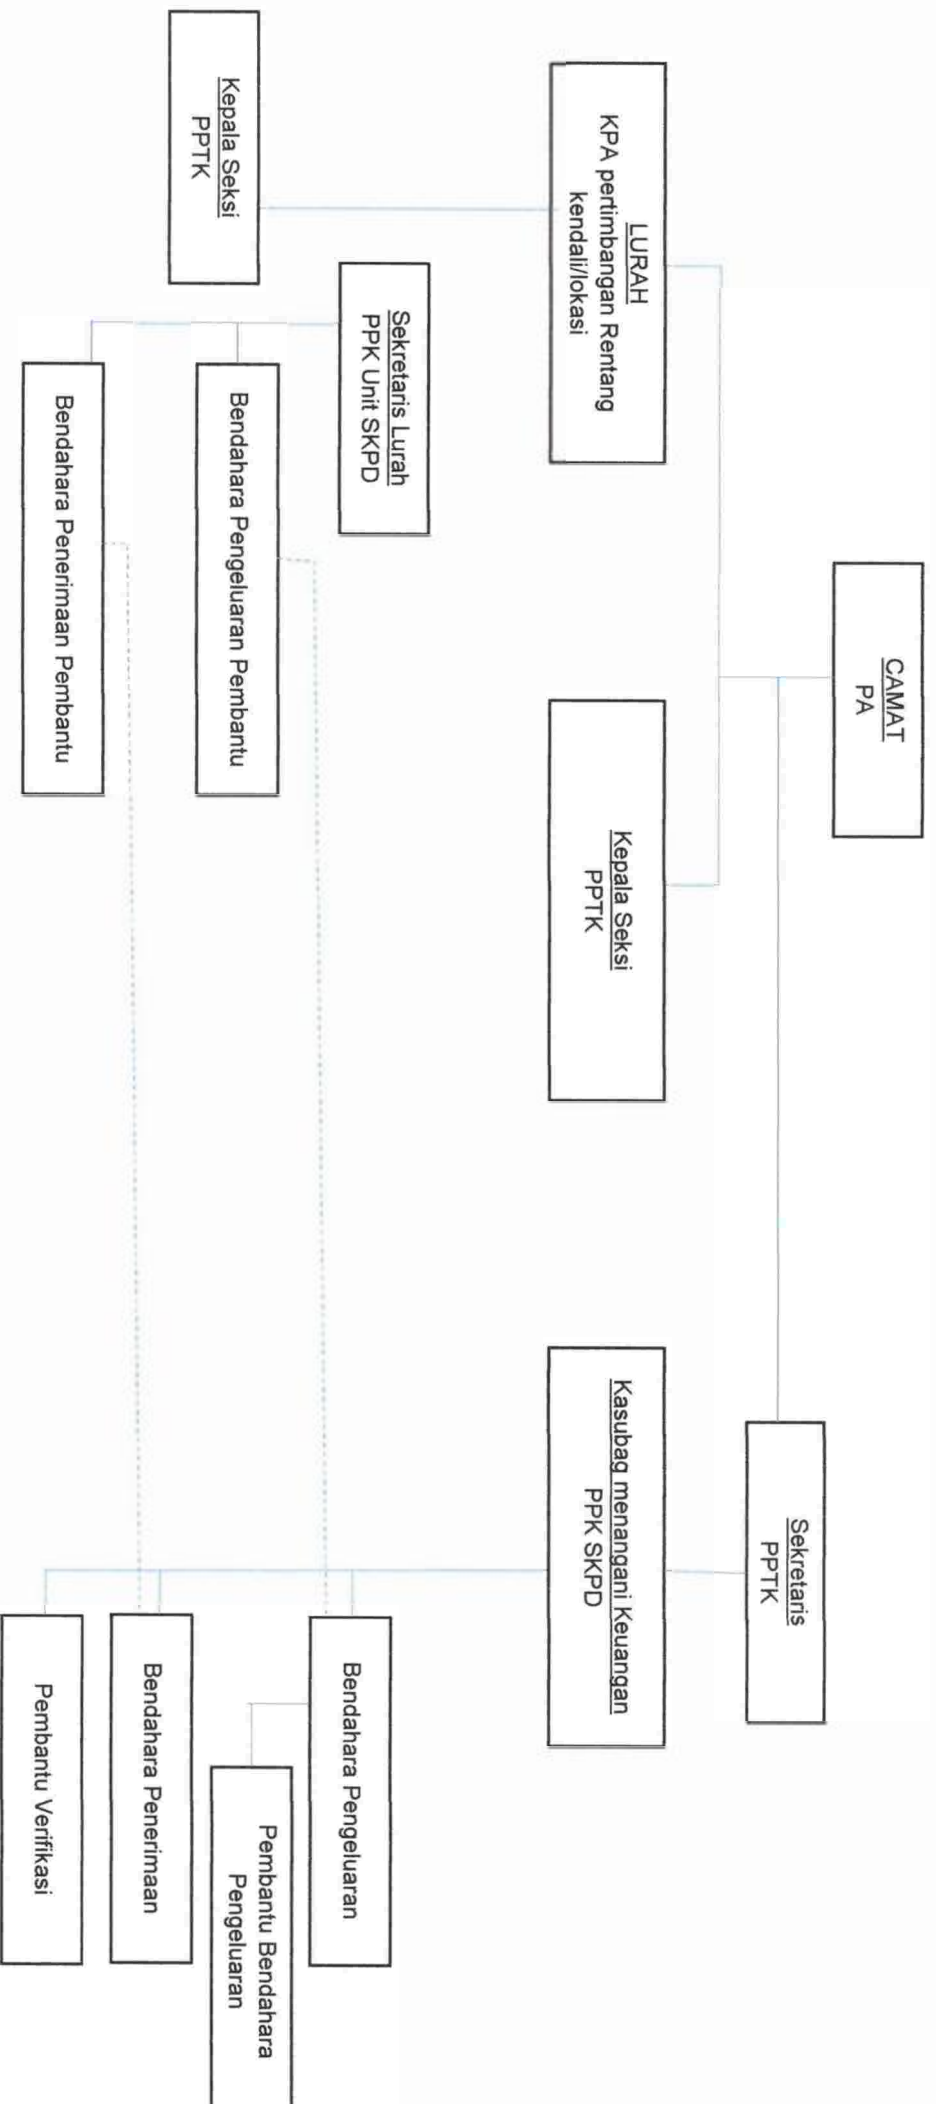 CAMAT
PA
Sekretaris
PPTK
LURAH
KPA pertimbangan Rentang
kendali/lokasi
Kepala Seksi
PPTK
Kasubag menangani Keuangan
PPK SKPD
Sekretaris Lurah
PPK Unit SKPD
Bendahara Pengeluaran
Pembantu Bendahara
Pengeluaran
Kepala Seksi
PPTK
Bendahara Pengeluaran Pembantu
Bendahara Penerimaan
Bendahara Penerimaan Pembantu
Pembantu Verifikasi